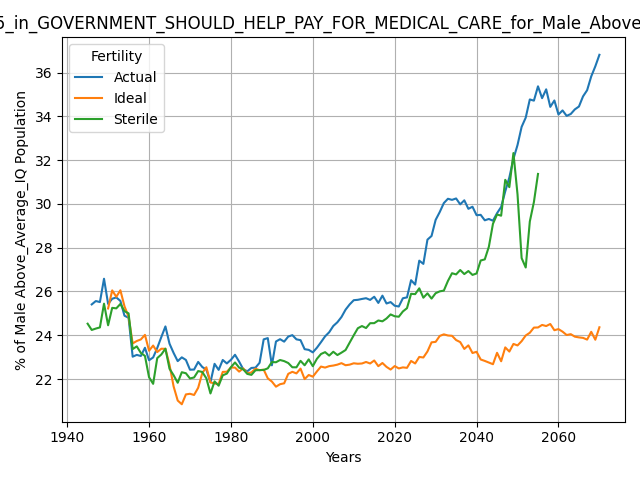 _in_GOVERNMENT_SHOULD_HELP_PAY_FOR_MEDICAL_CARE_for_Male_Above
Fertility
Actual
Ideal
Sterile
% of Male Above_Average_IQ Population
36
34
32
30
28
26
24
22
1940
1960
1980
2000
2020
2040
2060
Years